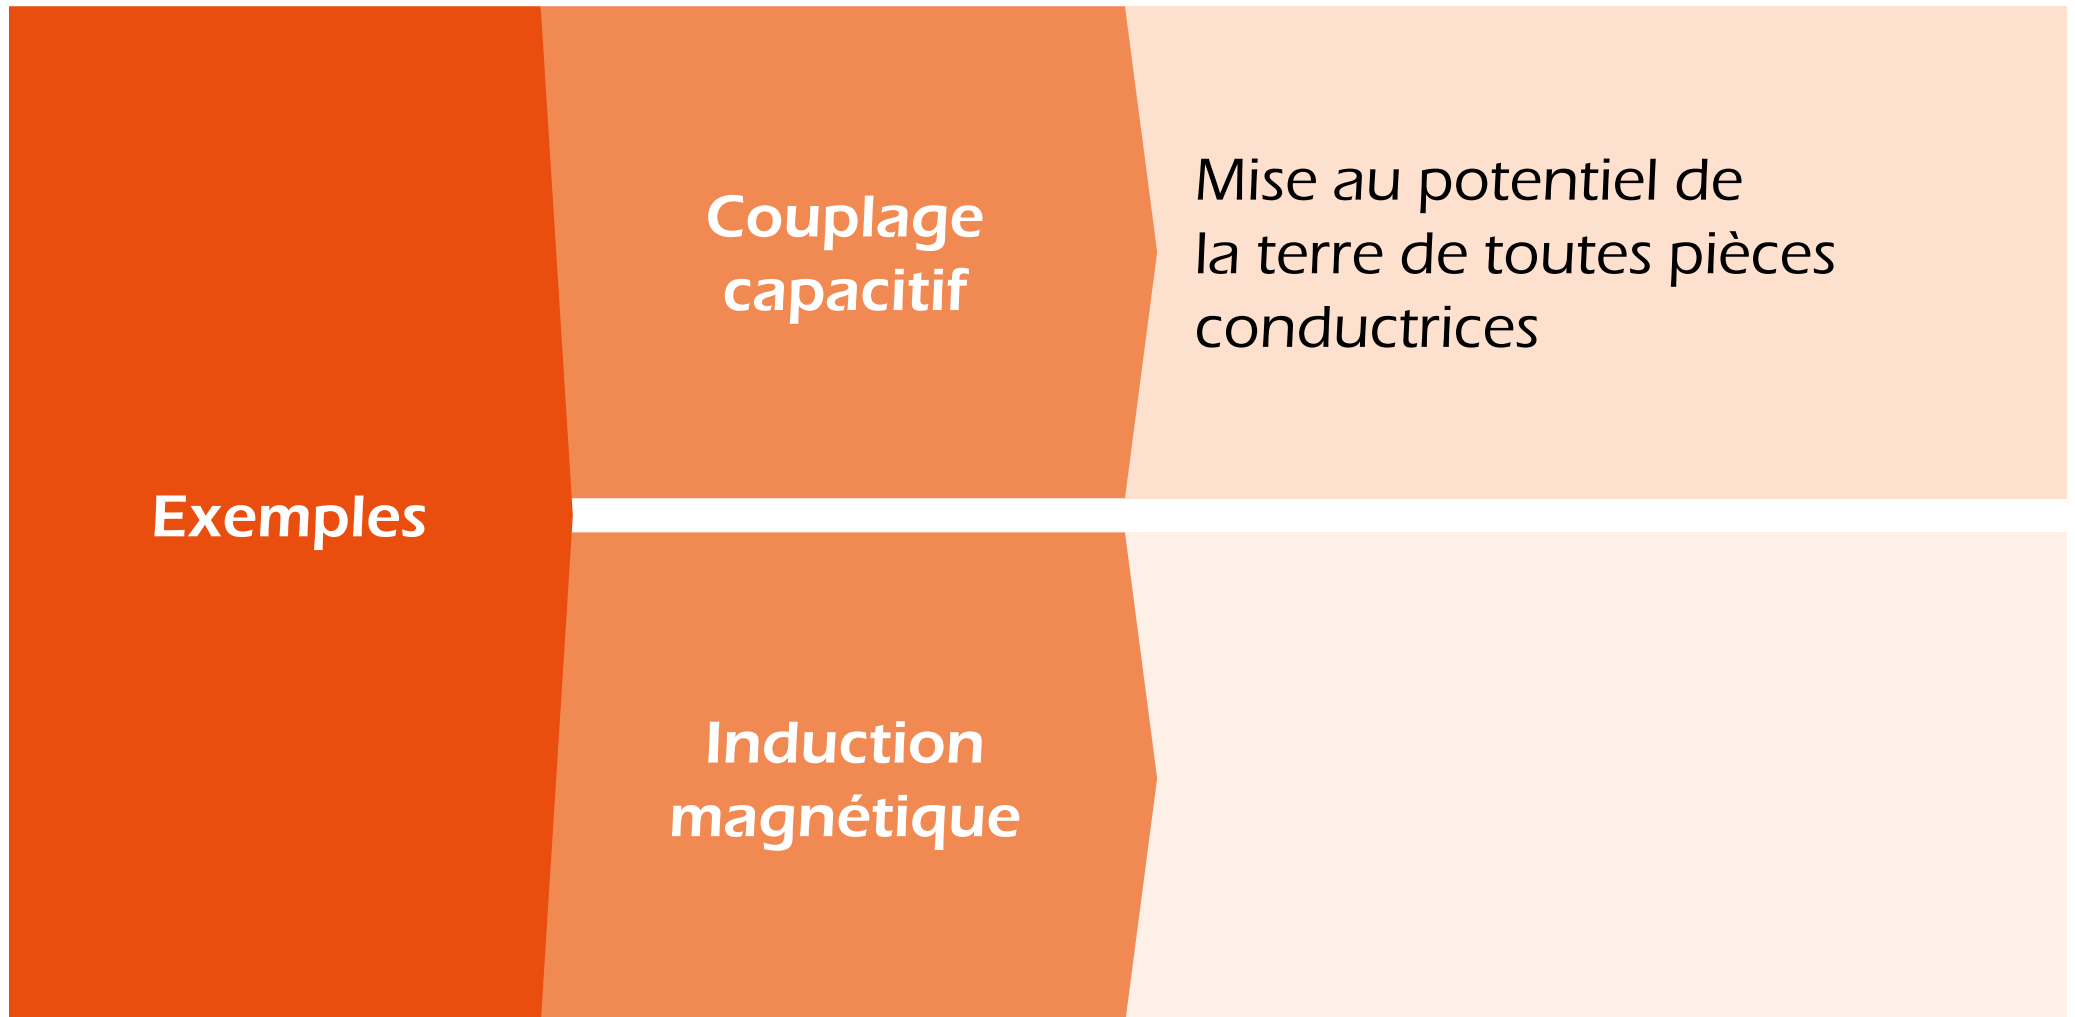 Exemples
Couplage
capacitif
Mise au potentiel de
la terre de toutes pièces
conductrices
Induction
magnétique